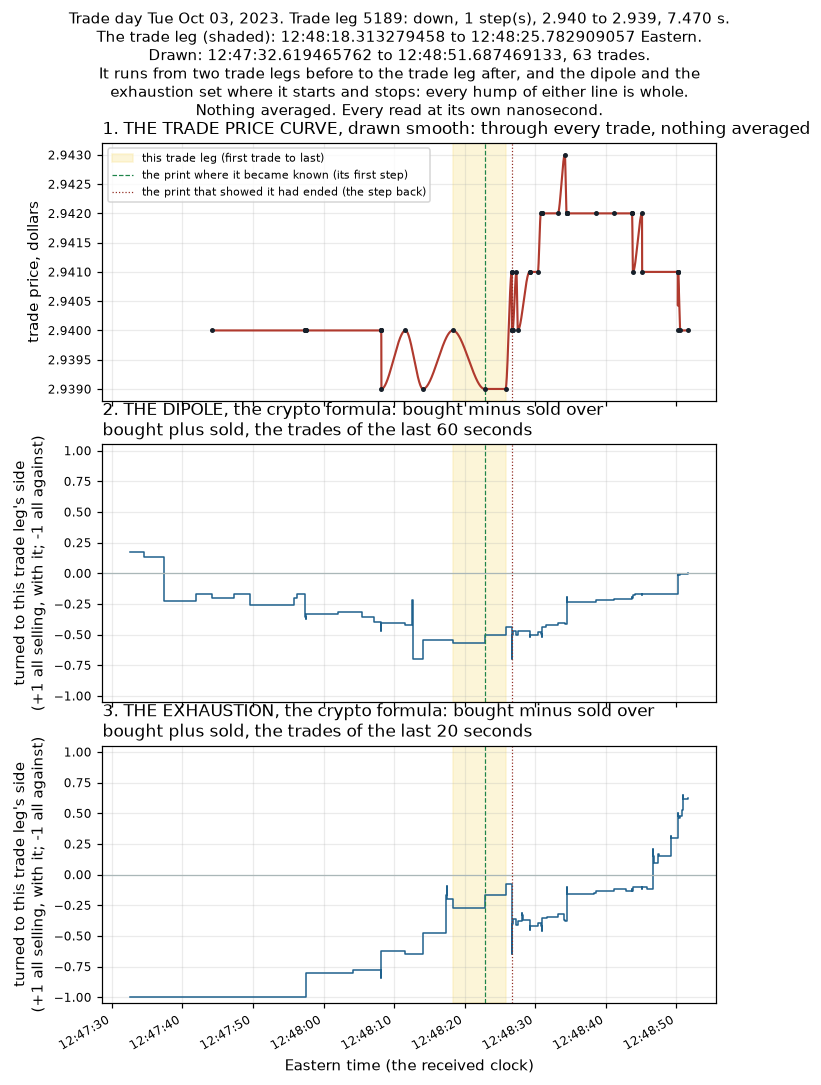 Trade day Tue Oct 03, 2023. Trade leg 5189: down, 1 step(s), 2.940 to 2.939, 7.470 s.
The trade leg (shaded): 12:48:18.313279458 to 12:48:25.782909057 Eastern.
Drawn: 12:47:32.619465762 to 12:48:51.687469133, 63 trades.
It runs from two trade legs before to the trade leg after, and the dipole and the
exhaustion set where it starts and stops: every hump of either line is whole.
Nothing averaged. Every read at its own nanosecond.
1. THE TRADE PRICE CURVE, drawn smooth: through every trade, nothing averaged
this trade leg (first trade to last)
the print where it became known (its first step)
the print that showed it had ended (the step back)
trade price, dollars
2.9430
2.9425
2.9420
2.9415
2.9410
2.9405
2.9400
2.9395
2.9390
2. THE DIPOLE, the crypto formula: bought minus sold over
bought plus sold, the trades of the last 60 seconds
turned to this trade leg's side
(+1 all selling, with it; -1 all against)
1.00
0.75
0.50
0.25
0.00
−0.25
−0.50
−0.75
−1.00
3. THE EXHAUSTION, the crypto formula: bought minus sold over
bought plus sold, the trades of the last 20 seconds
turned to this trade leg's side
(+1 all selling, with it; -1 all against)
1.00
0.75
0.50
0.25
0.00
−0.25
−0.50
−0.75
−1.00
12:47:30
12:47:40
12:47:50
12:48:00
12:48:10
12:48:20
12:48:30
12:48:40
12:48:50
Eastern time (the received clock)